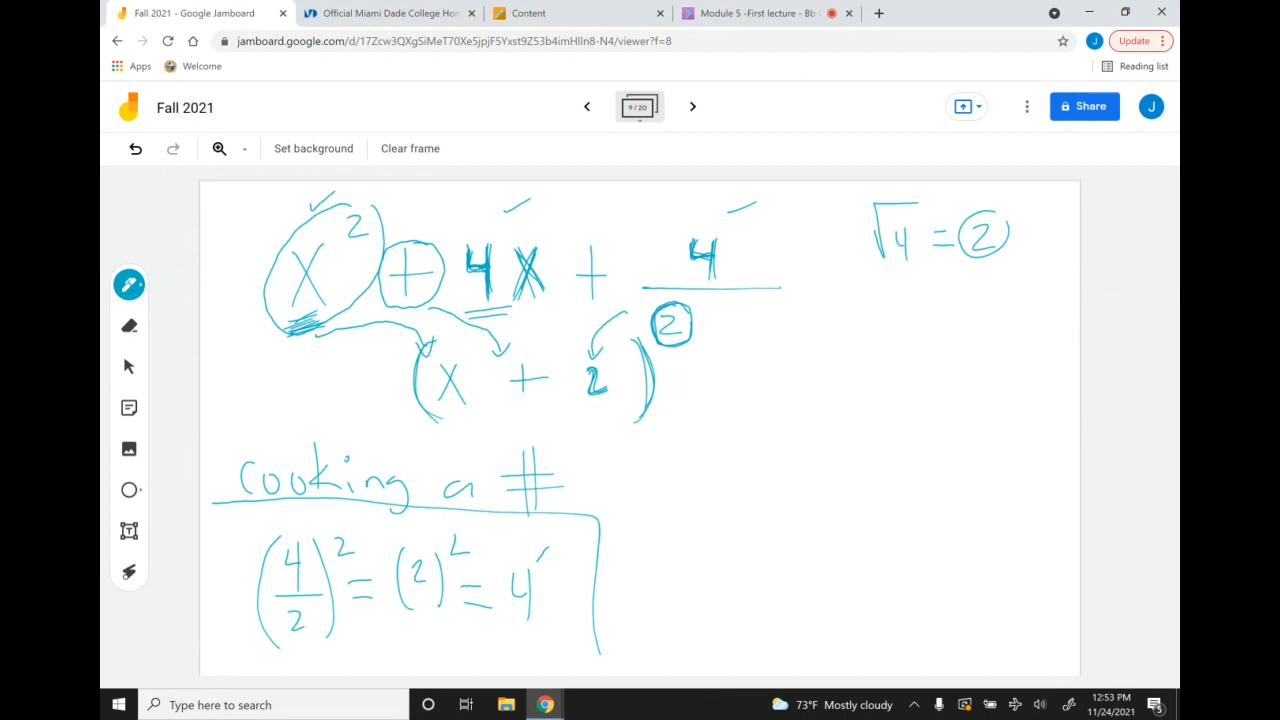 Fall 2021 - Google Jamboard
Official Miami Dade College Hom
Content
Module 5 -First lecture - Bb C
jamboard.google.com/d/17Zcw3QXgSiMeT70Xe5jpjF5Yxst9Z53b4imHlln8-N4/viewer?f=8
J
Update
Apps
Welcome
Reading list
Fall 2021
9 / 20
Share
J
Set background
Clear frame
x² + 4x + 4
√4 = 2
(x + 2)²
Cooking a #
(4/2)² = (2)² = 4
Type here to search
73°F Mostly cloudy
12:53 PM
11/24/2021
5